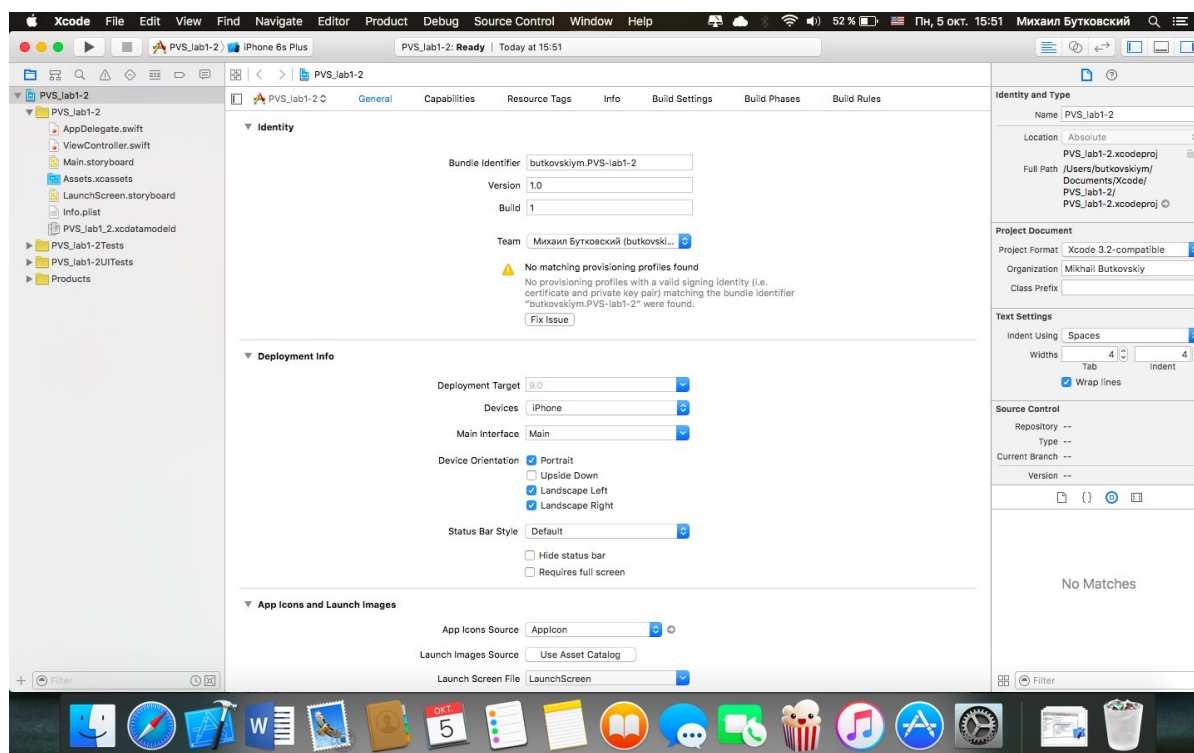 Xcode File Edit View Find Navigate Editor Product Debug Source Control Window Help 52 % Пн, 5 окт. 15:51 Михаил Бутковский
PVS_lab1-2 iPhone 6s Plus PVS_lab1-2: Ready | Today at 15:51
PVS_lab1-2
PVS_lab1-2
AppDelegate.swift
ViewController.swift
Main.storyboard
Assets.xcassets
LaunchScreen.storyboard
Info.plist
PVS_lab1_2.xcdatamodeld
PVS_lab1-2Tests
PVS_lab1-2UITests
Products
Filter
PVS_lab1-2
PVS_lab1-2 General Capabilities Resource Tags Info Build Settings Build Phases Build Rules
Identity
Bundle Identifier butkovskiym.PVS-lab1-2
Version 1.0
Build 1
Team Михаил Бутковский (butkovski...
No matching provisioning profiles found
No provisioning profiles with a valid signing identity (i.e.
certificate and private key pair) matching the bundle identifier
"butkovskiym.PVS-lab1-2" were found.
Fix Issue
Deployment Info
Deployment Target 9.0
Devices iPhone
Main Interface Main
Device Orientation Portrait
Upside Down
Landscape Left
Landscape Right
Status Bar Style Default
Hide status bar
Requires full screen
App Icons and Launch Images
App Icons Source AppIcon
Launch Images Source Use Asset Catalog
Launch Screen File LaunchScreen
Identity and Type
Name PVS_lab1-2
Location Absolute
PVS_lab1-2.xcodeproj
Full Path /Users/butkovskiym/
Documents/Xcode/
PVS_lab1-2/
PVS_lab1-2.xcodeproj
Project Document
Project Format Xcode 3.2-compatible
Organization Mikhail Butkovskiy
Class Prefix
Text Settings
Indent Using Spaces
Widths 4 4
Tab Indent
Wrap lines
Source Control
Repository --
Type --
Current Branch --
Version --
No Matches
Filter
W
ОКТ
5